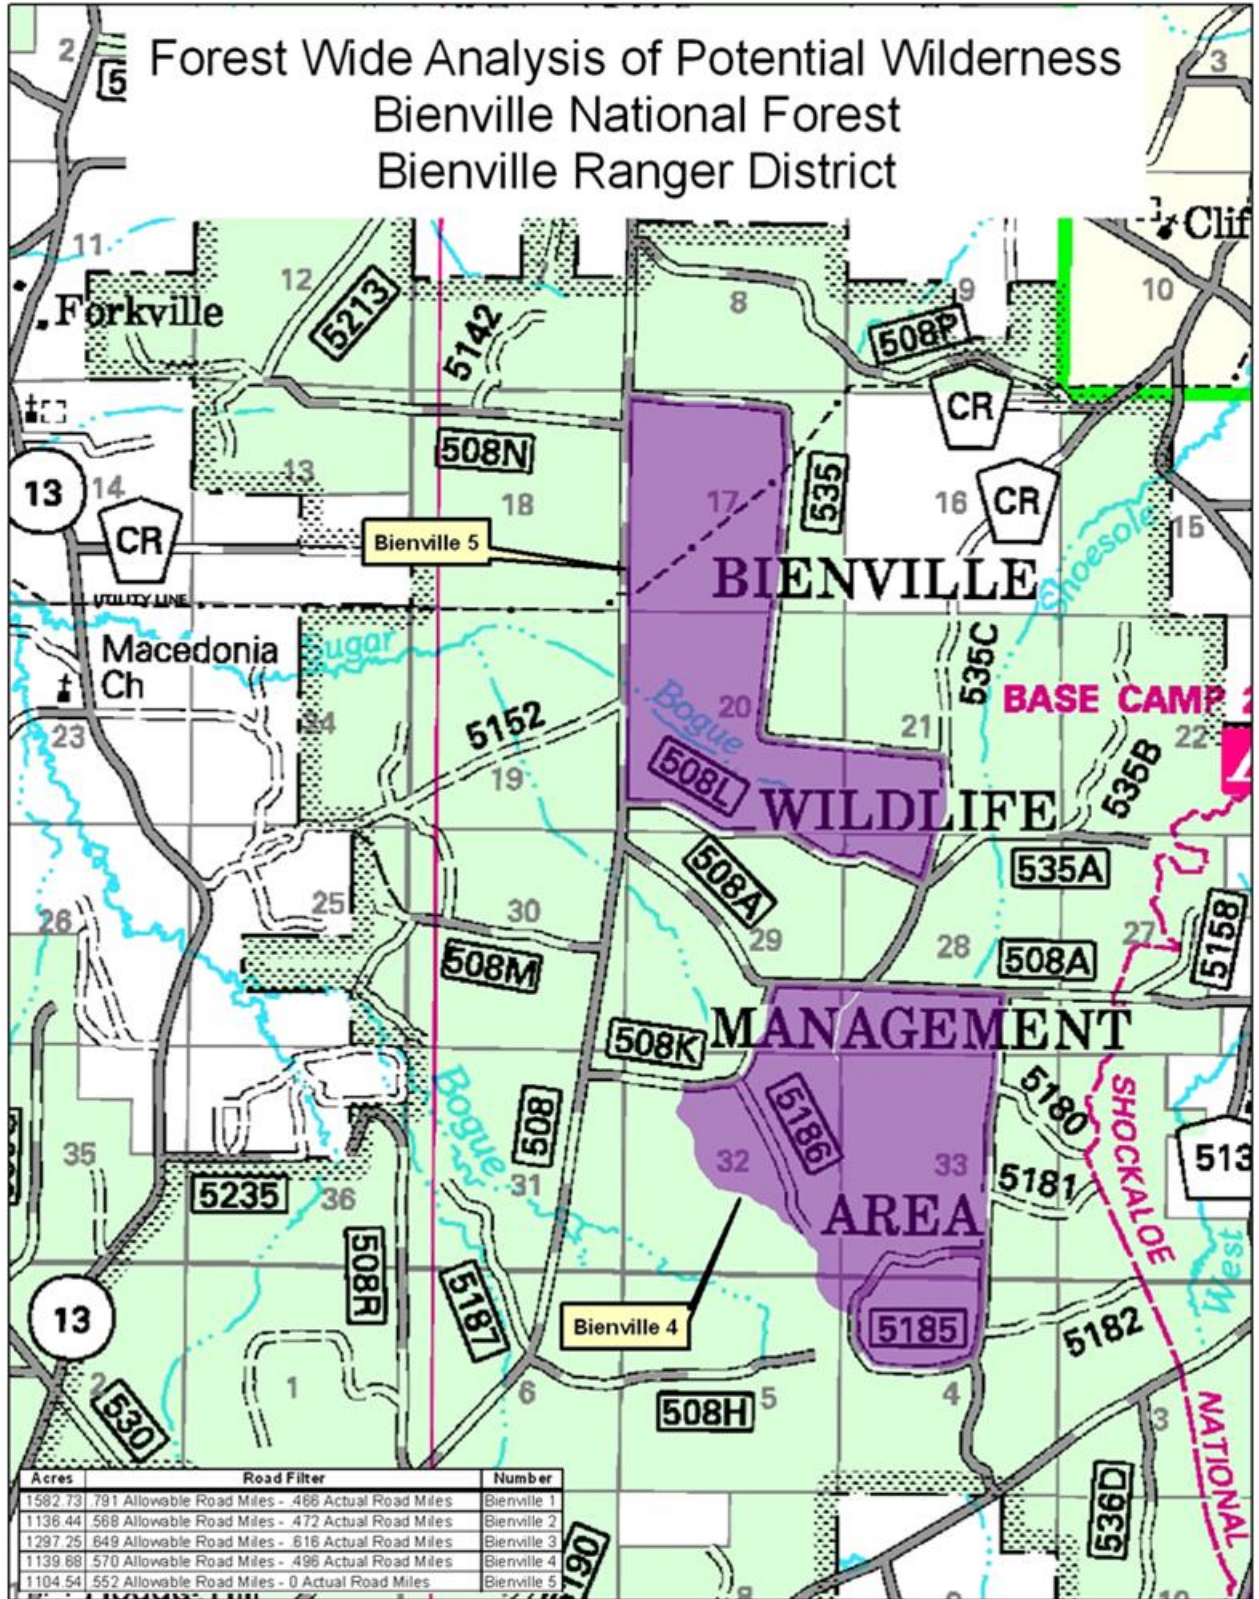 Forest Wide Analysis of Potential Wilderness
Bienville National Forest
Bienville Ranger District
2
3
11
12
8
9
10
Clif
Forkville
5213
5142
508P
CR
508N
13
13
14
CR
18
17
535
16
CR
15
Bienville 5
BIENVILLE
Shoesole
UTILITY LINE
Macedonia
Ch
Sugar
24
23
5152
19
Bogue
20
508L
21
535C
BASE CAMP
22
535B
WILDLIFE
535A
508A
25
26
30
508M
29
28
508A
27
5158
MANAGEMENT
508K
Bogue
508
5186
5180
SHOCKALOE
513
35
5235
36
31
32
33
5181
AREA
West
508R
5187
Bienville 4
5185
5182
13
2
530
1
6
508H
5
4
3
NATIONAL
536D
190
Acres Road Filter Number
1582.73 .791 Allowable Road Miles - .466 Actual Road Miles Bienville 1
1136.44 .568 Allowable Road Miles - .472 Actual Road Miles Bienville 2
1297.25 .649 Allowable Road Miles - .616 Actual Road Miles Bienville 3
1139.68 .570 Allowable Road Miles - .496 Actual Road Miles Bienville 4
1104.54 .552 Allowable Road Miles - 0 Actual Road Miles Bienville 5